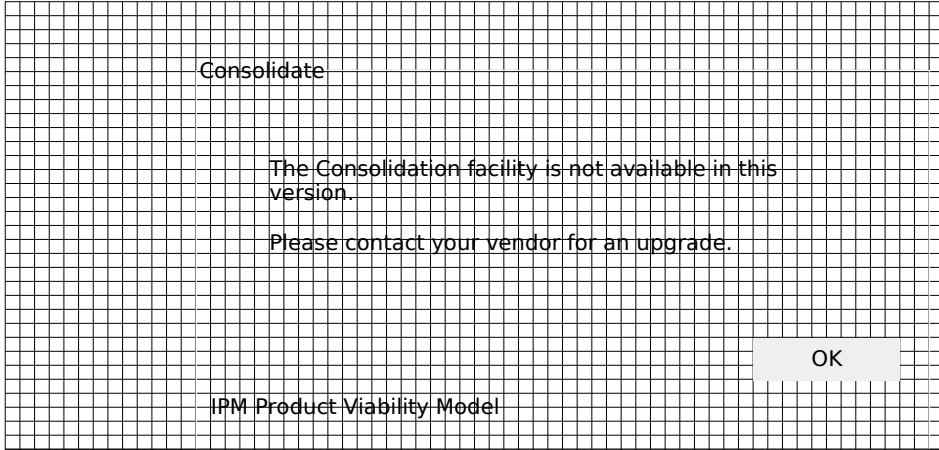 Consolidate
The Consolidation facility is not available in this
version.
Please contact your vendor for an upgrade.
OK
IPM Product Viability Model